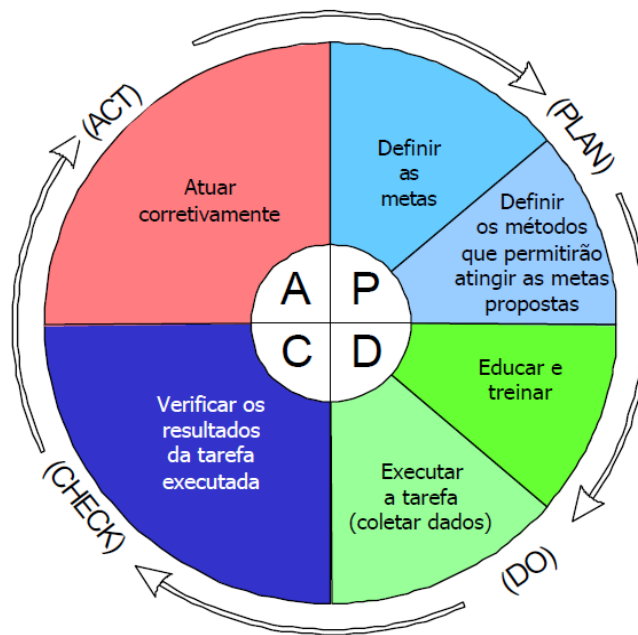 (ACT)
(PLAN)
Definir
as
metas
Atuar
corretivamente
Definir
os métodos
que permitirão
atingir as metas
propostas
A P
C D
Educar e
treinar
Verificar os
resultados
da tarefa
executada
Executar
a tarefa
(coletar dados)
(CHECK)
(DO)